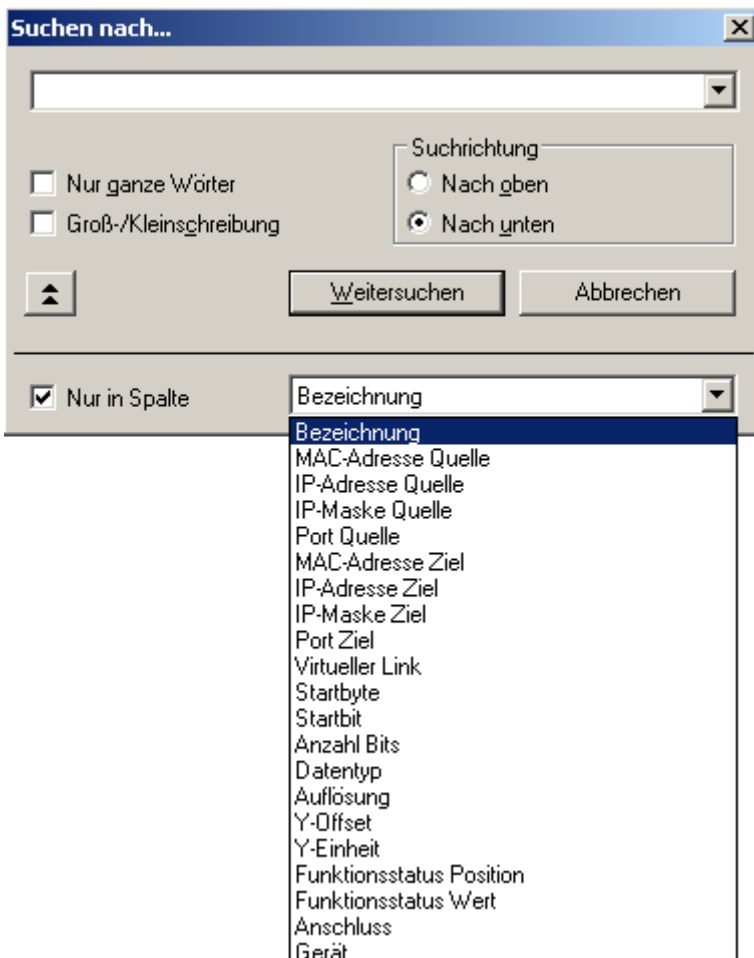 Suchen nach...
Suchrichtung
Nur ganze Wörter
Nach oben
Groß-/Kleinschreibung
Nach unten
Weitersuchen
Abbrechen
Nur in Spalte
Bezeichnung
Bezeichnung
MAC-Adresse Quelle
IP-Adresse Quelle
IP-Maske Quelle
Port Quelle
MAC-Adresse Ziel
IP-Adresse Ziel
IP-Maske Ziel
Port Ziel
Virtueller Link
Startbyte
Startbit
Anzahl Bits
Datentyp
Auflösung
Y-Offset
Y-Einheit
Funktionsstatus Position
Funktionsstatus Wert
Anschluss
Gerät